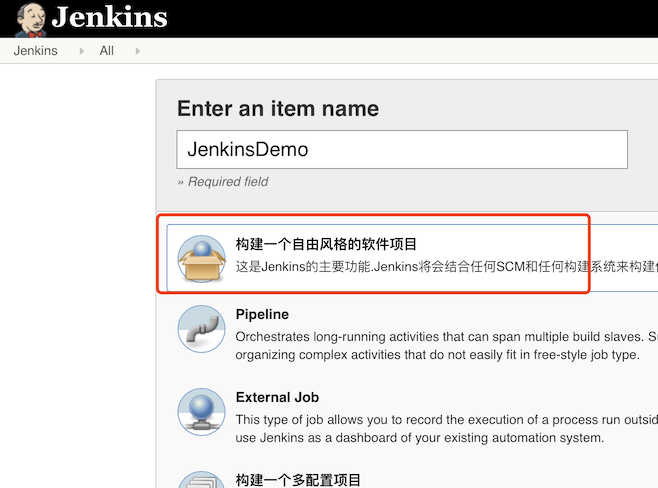 Jenkins
Jenkins All
Enter an item name
JenkinsDemo
» Required field
构建一个自由风格的软件项目
这是Jenkins的主要功能.Jenkins将会结合任何SCM和任何构建系统来构建
Pipeline
Orchestrates long-running activities that can span multiple build slaves.
organizing complex activities that do not easily fit in free-style job type.
External Job
This type of job allows you to record the execution of a process run
use Jenkins as a dashboard of your existing automation system.
构建一个多配置项目